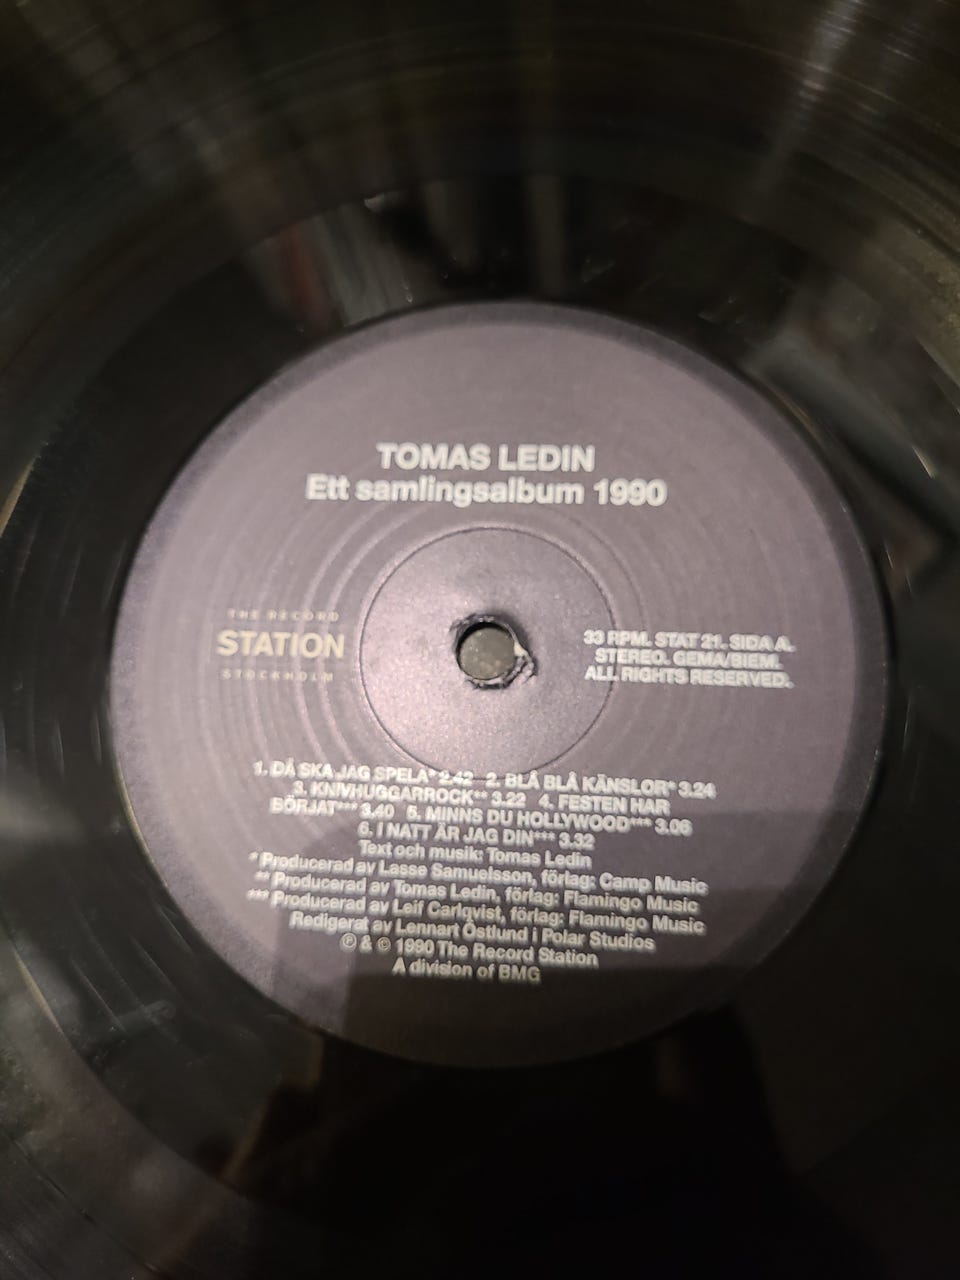 TOMAS LEDIN
Ett samlingsalbum 1990
THE RECORD
STATION
STOCKHOLM
33 RPM. STAT 21. SIDA A.
STEREO. GEMA/BIEM.
ALL RIGHTS RESERVED.
1. DÅ SKA JAG SPELA* 2.42 2. BLÅ BLÅ KÄNSLOR* 3.24
3. KNIVHUGGARROCK** 3.22 4. FESTEN HAR
BÖRJAT*** 3.40 5. MINNS DU HOLLYWOOD*** 3.06
6. I NATT ÄR JAG DIN*** 3.32
Text och musik: Tomas Ledin
* Producerad av Lasse Samuelsson, förlag: Camp Music
** Producerad av Tomas Ledin, förlag: Flamingo Music
*** Producerad av Leif Carlqvist, förlag: Flamingo Music
Redigerat av Lennart Östlund i Polar Studios
℗ & © 1990 The Record Station
A division of BMG